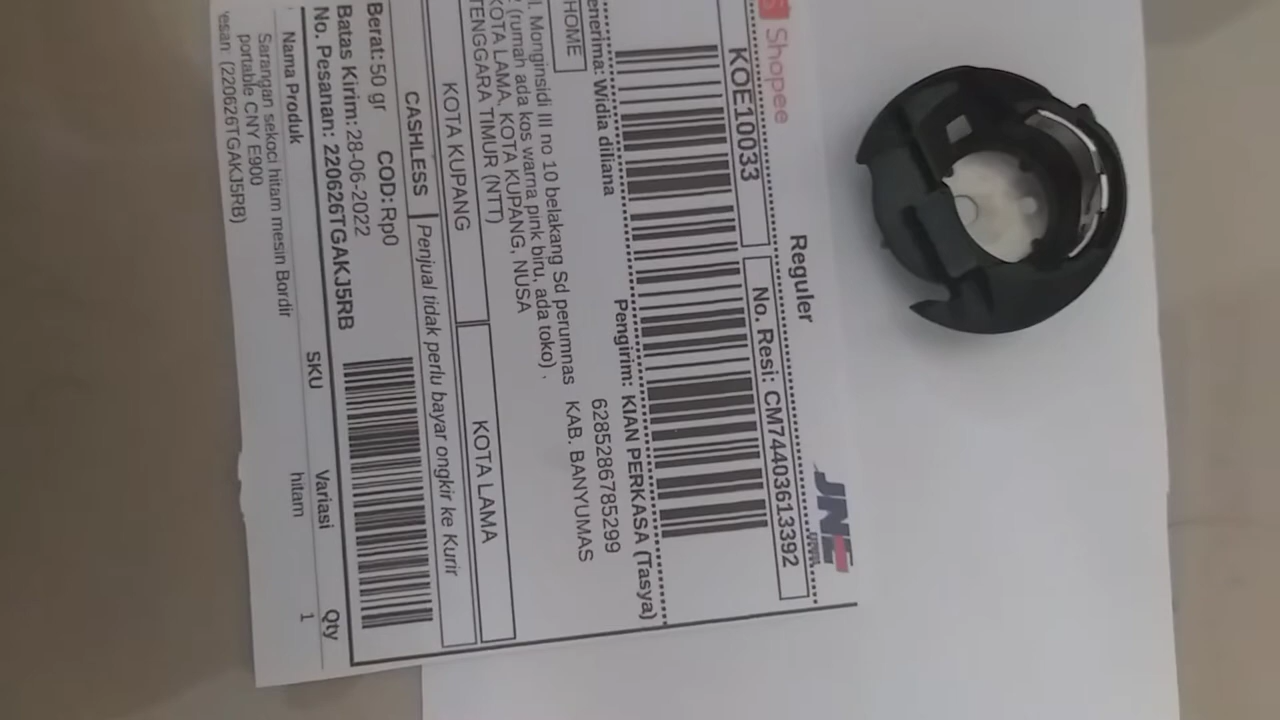 Shopee
Reguler
JNE
KOE10033
No. Resi: CM74403613392
enerima: Widia diliana
Pengirim: KIAN PERKASA (Tasya)
HOME
6285286785299
KAB. BANYUMAS
l. Monginsidi III no 10 belakang Sd perumnas
(rumah ada kos warna pink biru, ada toko) .
KOTA LAMA, KOTA KUPANG, NUSA
TENGGARA TIMUR (NTT)
KOTA KUPANG
KOTA LAMA
CASHLESS
Penjual tidak perlu bayar ongkir ke Kurir
Berat: 50 gr
COD: Rp0
Batas Kirim: 28-06-2022
No. Pesanan: 220626TGAKJ5RB
Nama Produk
SKU
Variasi
Qty
Sarangan sekoci hitam mesin Bordir
portable CNY E900
hitam
1
esan: (220626TGAKJ5RB)